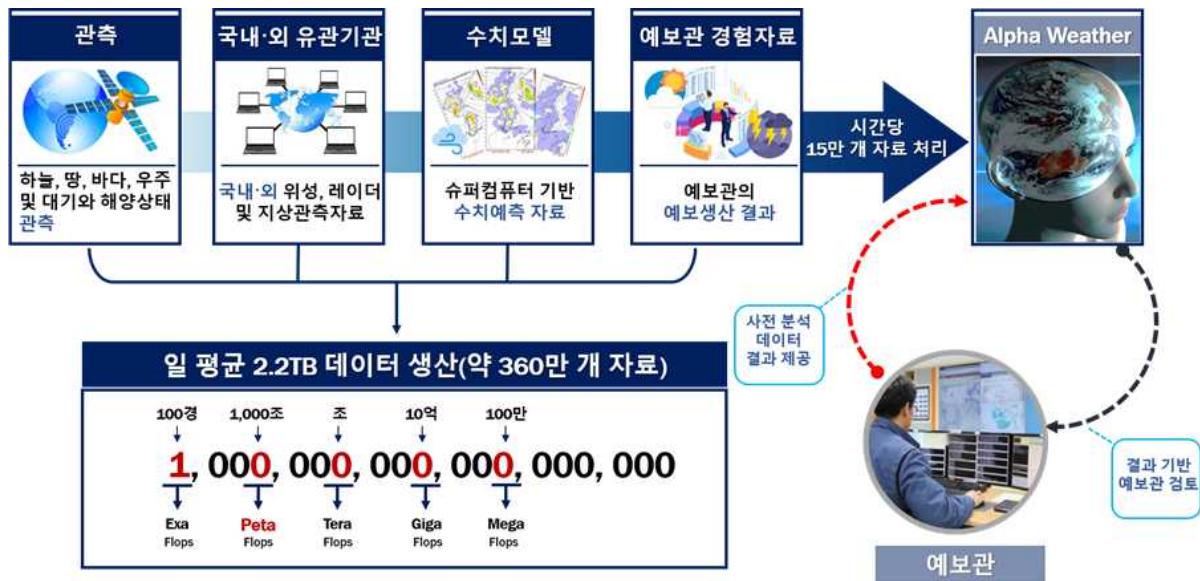 관측
하늘, 땅, 바다, 우주
및 대기와 해양상태
관측
국내·외 유관기관
국내·외 위성, 레이더
및 지상관측자료
수치모델
슈퍼컴퓨터 기반
수치예측 자료
예보관 경험자료
예보관의
예보생산 결과
시간당
15만 개 자료 처리
Alpha Weather
사전 분석
데이터
결과 제공
결과 기반
예보관 검토
예보관
일 평균 2.2TB 데이터 생산(약 360만 개 자료)
100경 1,000조 조 10억 100만
1, 000, 000, 000, 000, 000, 000
Exa Peta Tera Giga Mega
Flops Flops Flops Flops Flops